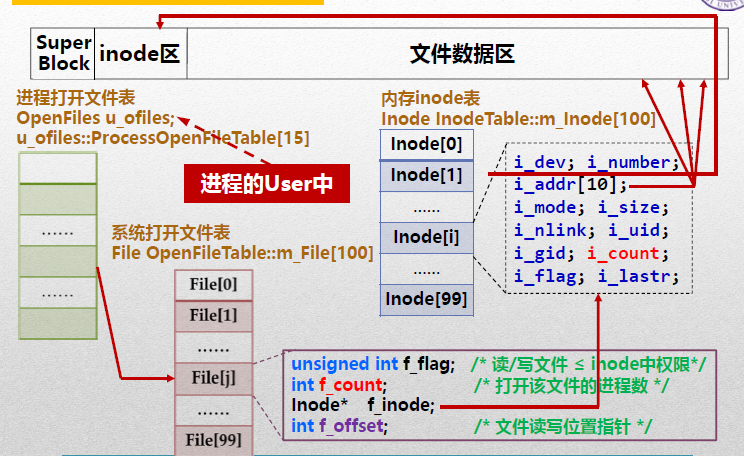 Super
Block
inode区
文件数据区
进程打开文件表
OpenFiles u_ofiles;
u_ofiles::ProcessOpenFileTable[15]
进程的User中
内存inode表
Inode InodeTable::m_Inode[100]
Inode[0]
Inode[1]
……
Inode[i]
……
Inode[99]
i_dev; i_number;
i_addr[10];
i_mode; i_size;
i_nlink; i_uid;
i_gid; i_count;
i_flag; i_lastr;
……
……
系统打开文件表
File OpenFileTable::m_File[100]
File[0]
File[1]
……
File[j]
……
File[99]
unsigned int f_flag; /* 读/写文件 ≤ inode中权限*/
int f_count; /* 打开该文件的进程数 */
Inode* f_inode;
int f_offset; /* 文件读写位置指针 */